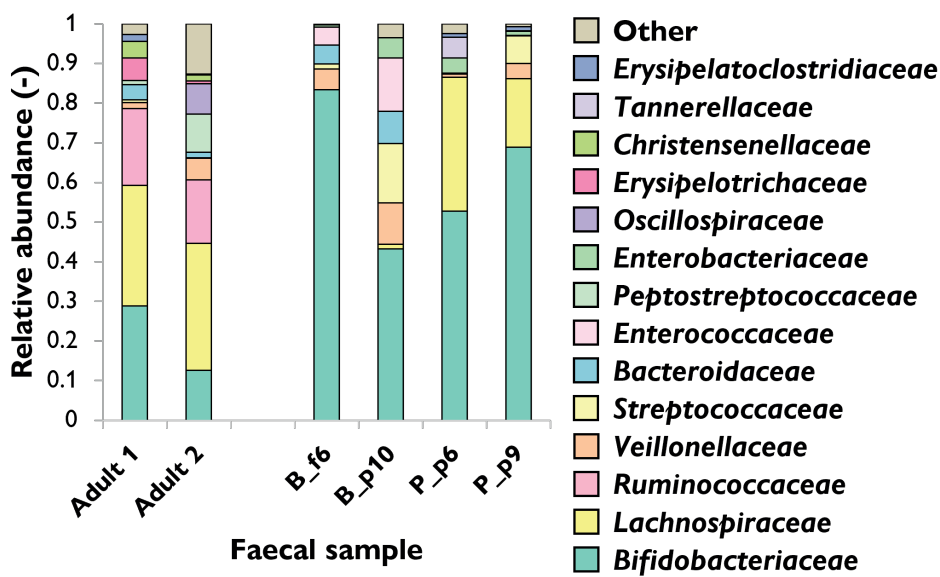 Relative abundance (-)
1
0.9
0.8
0.7
0.6
0.5
0.4
0.3
0.2
0.1
0
Adult 1
Adult 2
B_f6
B_p10
P_p6
P_p9
Faecal sample
Other
Erysipelatoclostridiaceae
Tannerellaceae
Christensenellaceae
Erysipelotrichaceae
Oscillospiraceae
Enterobacteriaceae
Peptostreptococcaceae
Enterococcaceae
Bacteroidaceae
Streptococcaceae
Veillonellaceae
Ruminococcaceae
Lachnospiraceae
Bifidobacteriaceae